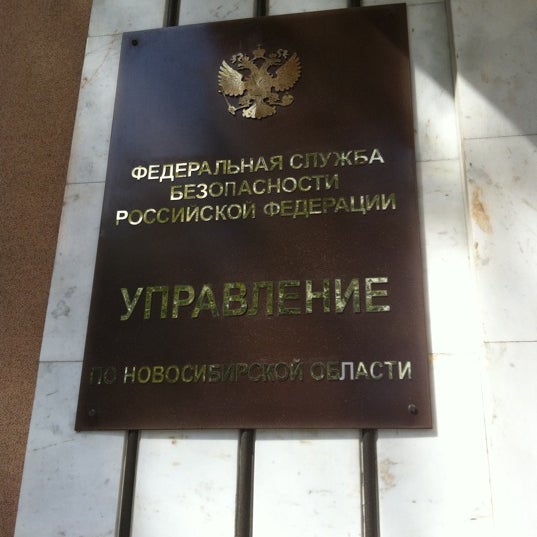 ФЕДЕРАЛЬНАЯ СЛУЖБА
БЕЗОПАСНОСТИ
РОССИЙСКОЙ ФЕДЕРАЦИИ
УПРАВЛЕНИЕ
ПО НОВОСИБИРСКОЙ ОБЛАСТИ